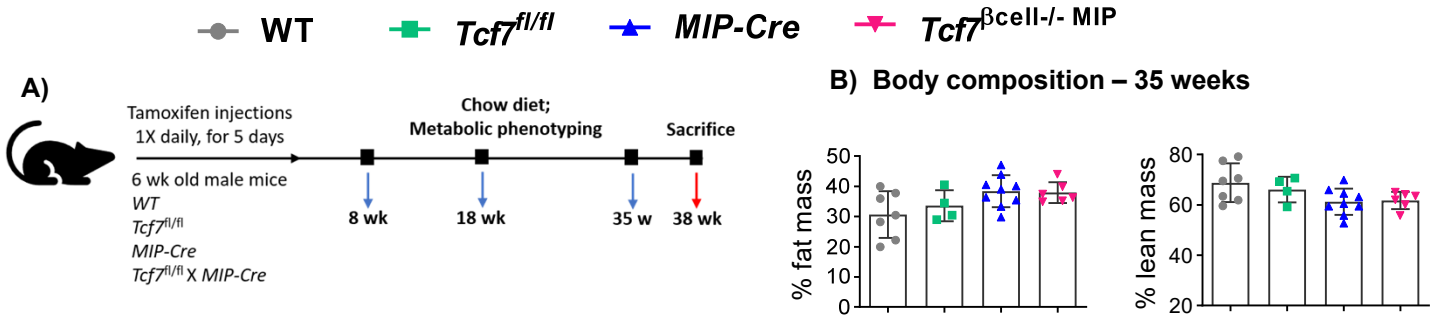 WT Tcf7fl/fl MIP-Cre Tcf7βcell-/- MIP
A)
Tamoxifen injections
1X daily, for 5 days
6 wk old male mice
WT
Tcf7fl/fl
MIP-Cre
Tcf7fl/fl X MIP-Cre
Chow diet;
Metabolic phenotyping
Sacrifice
8 wk 18 wk 35 w 38 wk
B) Body composition – 35 weeks
% fat mass
50
40
30
20
10
0
% lean mass
80
60
40
20